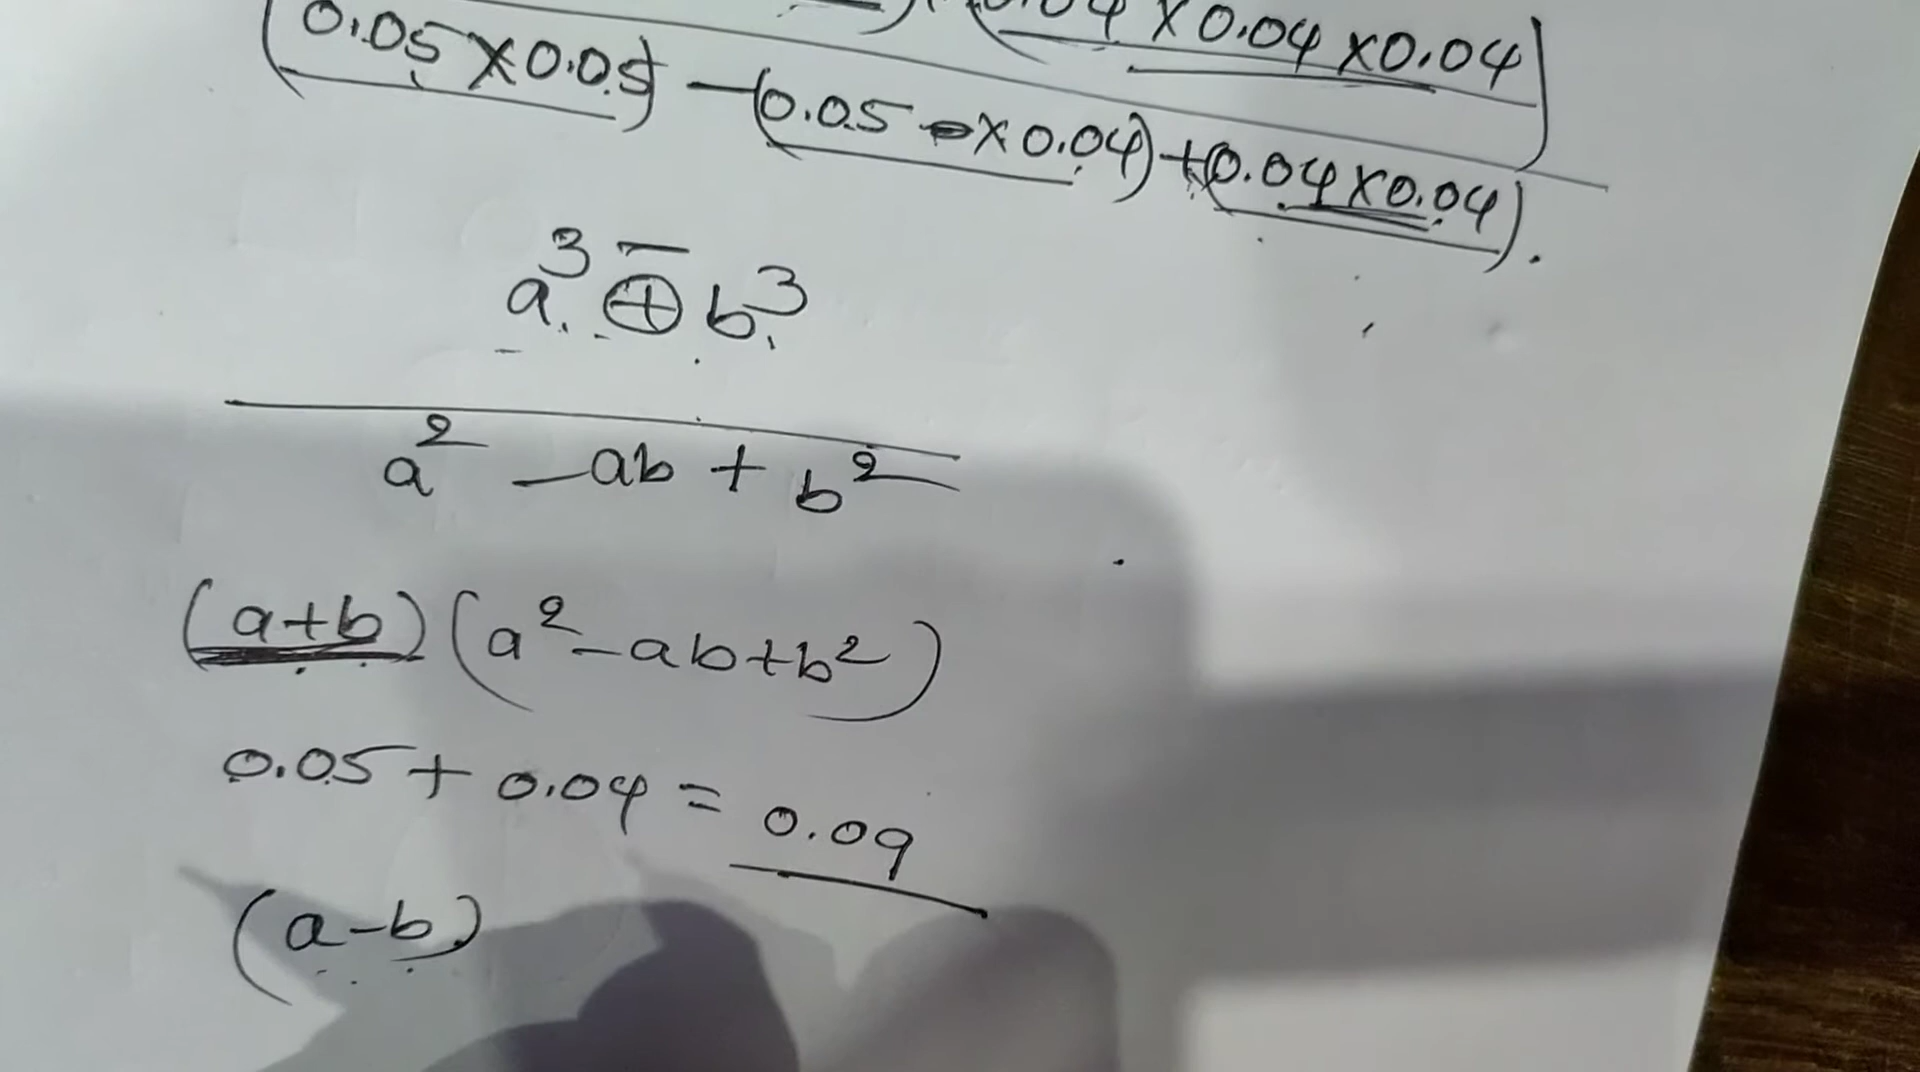 0.04 × 0.04 × 0.04)
(0.05 × 0.05) - (0.05 × 0.04) + (0.04 × 0.04).
a³ + b³
a² - ab + b²
(a+b) (a² - ab + b²)
0.05 + 0.04 = 0.09
(a-b)